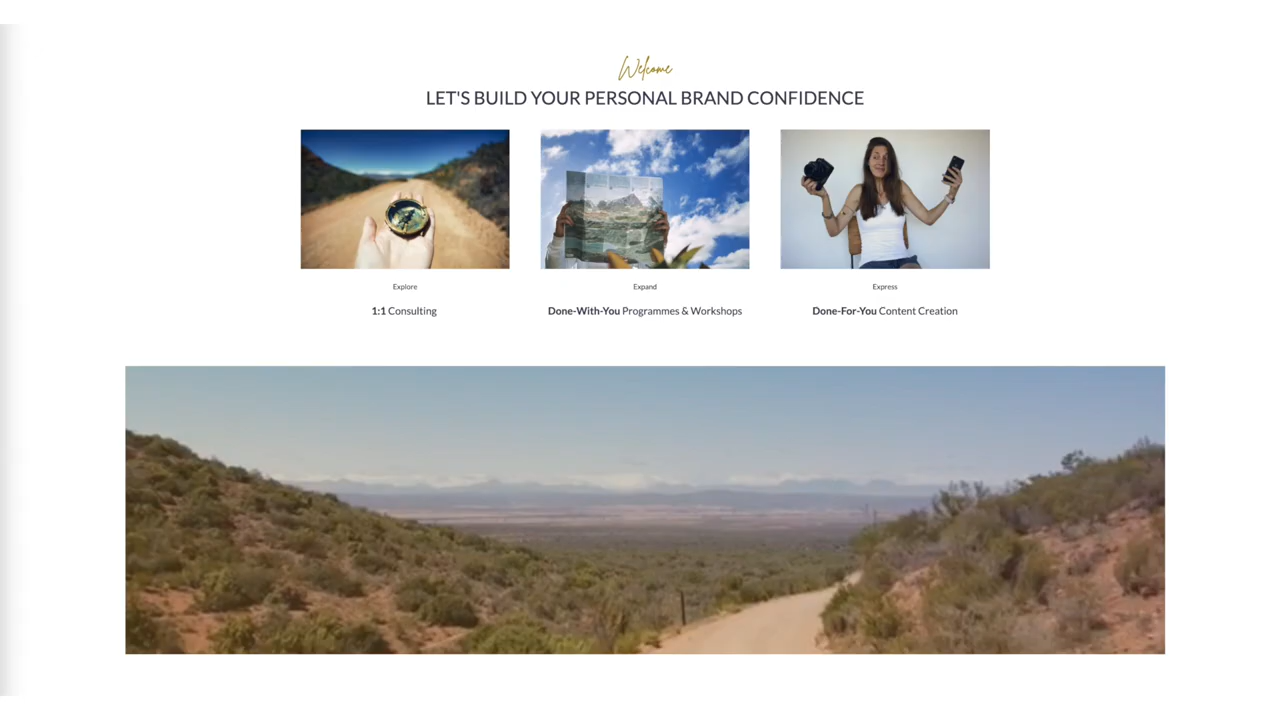 Welcome
LET'S BUILD YOUR PERSONAL BRAND CONFIDENCE
Explore
Expand
Express
1:1 Consulting
Done-With-You Programmes & Workshops
Done-For-You Content Creation